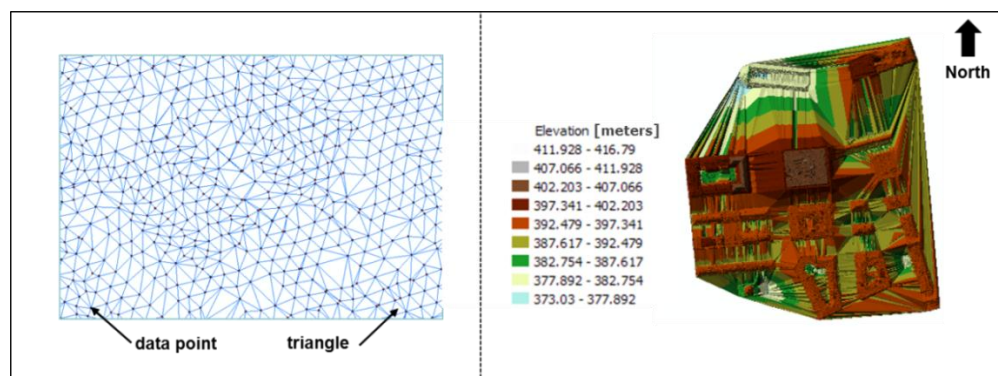 data point
triangle
Elevation [meters]
411.928 - 416.79
407.066 - 411.928
402.203 - 407.066
397.341 - 402.203
392.479 - 397.341
387.617 - 392.479
382.754 - 387.617
377.892 - 382.754
373.03 - 377.892
North